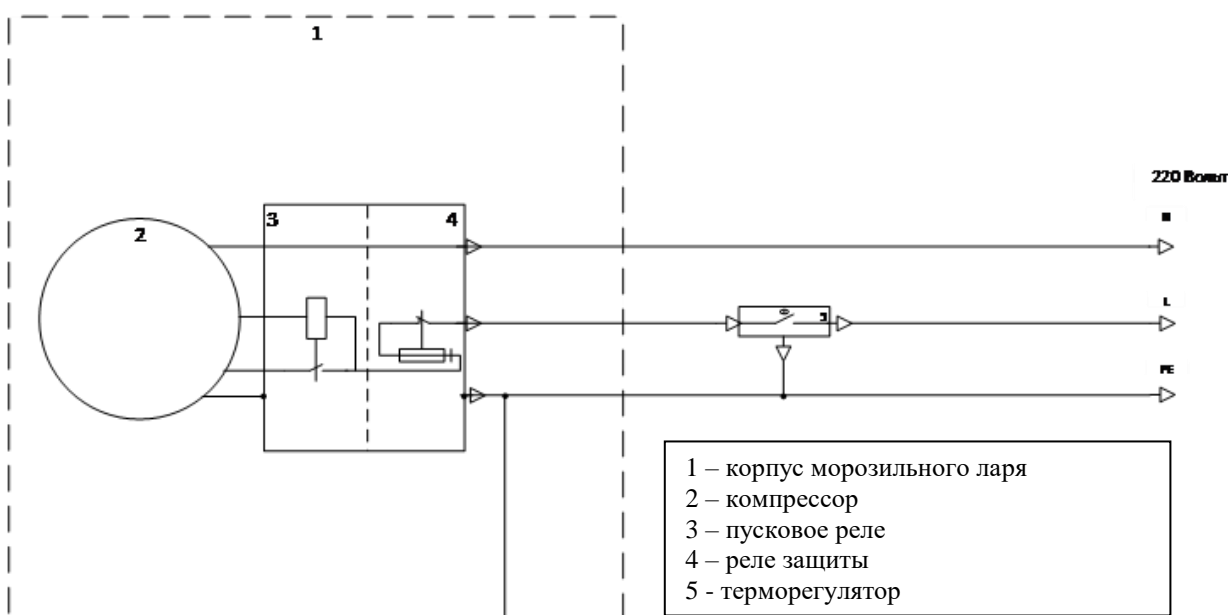 1
220 Вольт
3
4
2
N
L
5
PE
1 – корпус морозильного ларя
2 – компрессор
3 – пусковое реле
4 – реле защиты
5 - терморегулятор